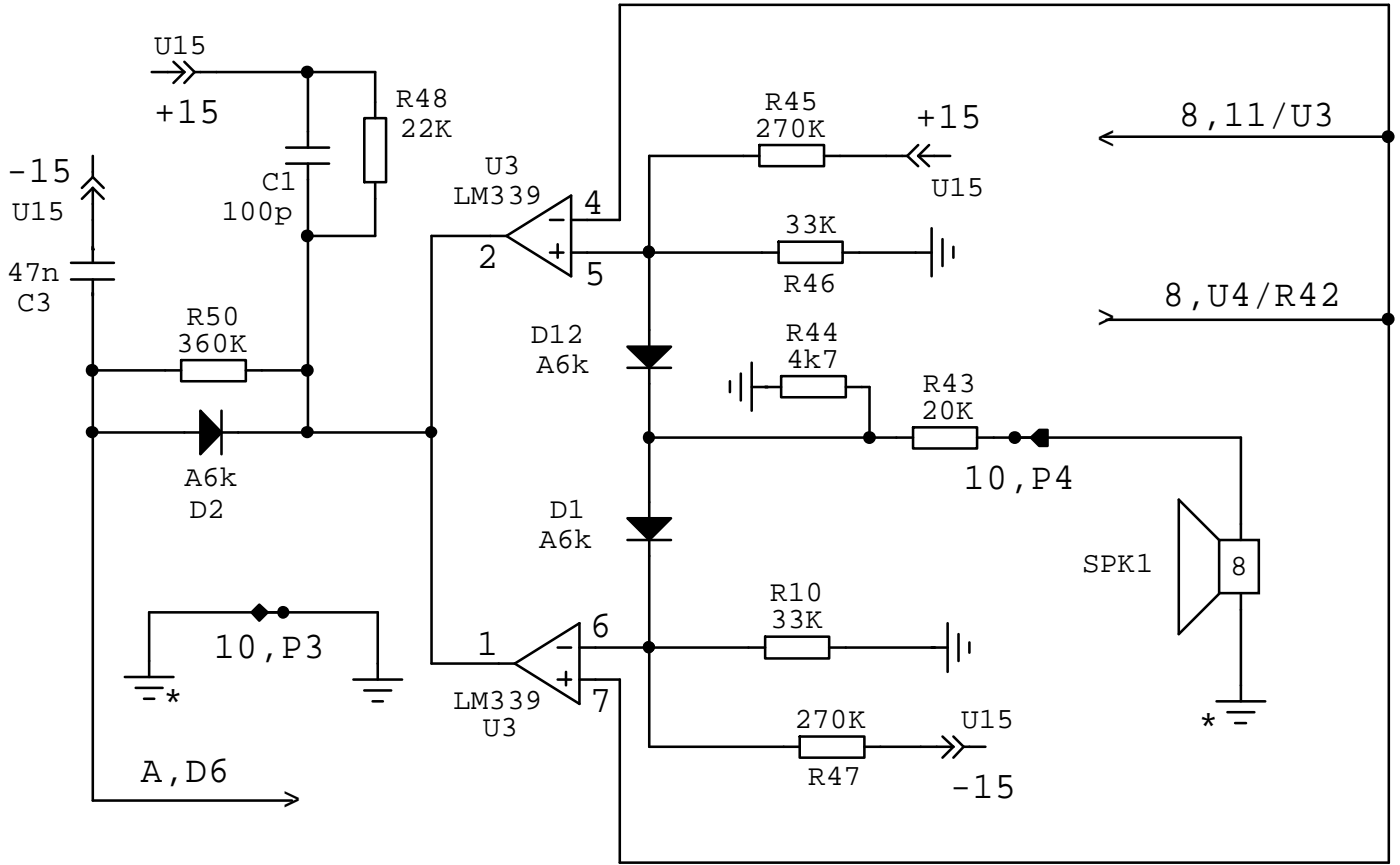 U15
+15
R48
22K
R45
270K
+15
U15
8,11/U3
-15
U15
C1
100p
U3
LM339
4
-
+
2
5
33K
R46
47n
C3
8,U4/R42
R50
360K
D12
A6k
R44
4k7
R43
20K
A6k
D2
10,P4
D1
A6k
SPK1
8
10,P3
*
R10
33K
1
6
-
+
7
LM339
U3
270K
R47
U15
-15
*
A,D6